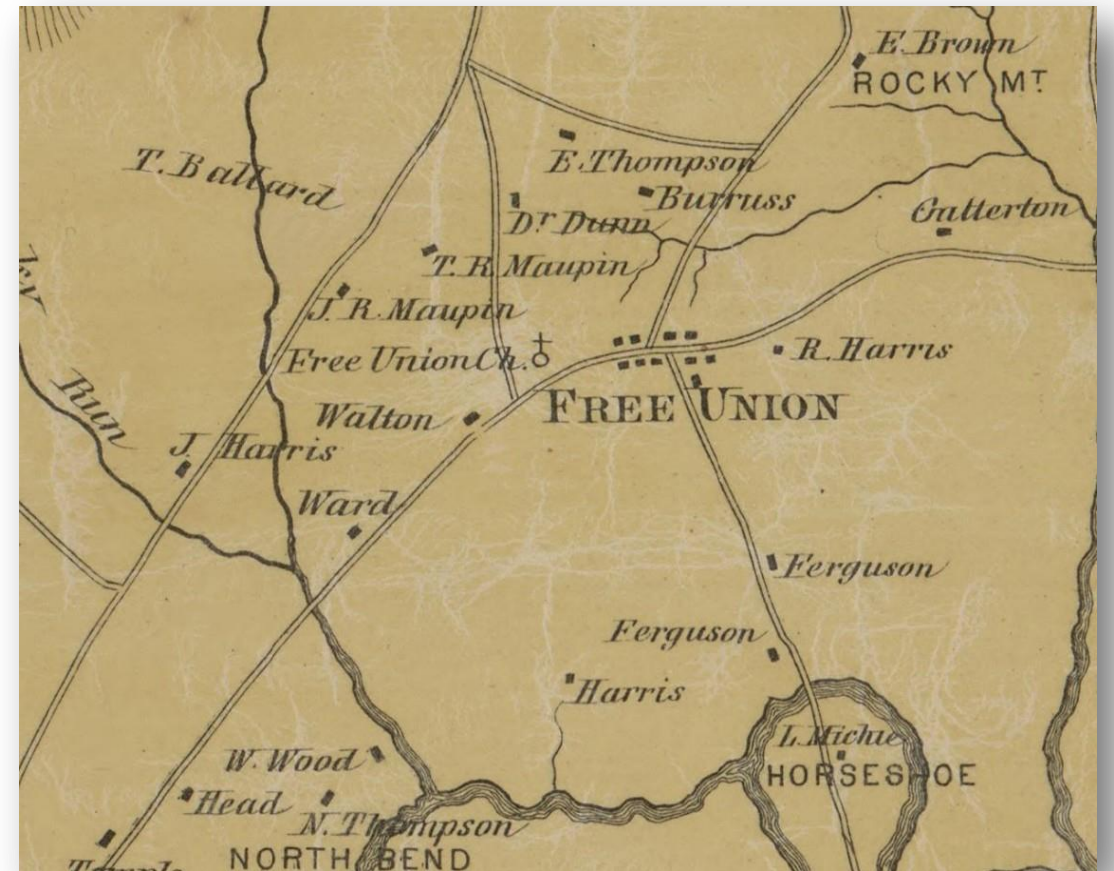 E. Brown
ROCKY MT
E. Thompson
T. Ballard
Burruss
Dr Dunn
Catterton
T. R. Maupin
J. R. Maupin
Free Union Ch.
R. Harris
FREE UNION
Walton
Run
J. Harris
Ward
Ferguson
Ferguson
Harris
L. Michie
W. Wood
HORSESHOE
Head
N. Thompson
NORTH BEND